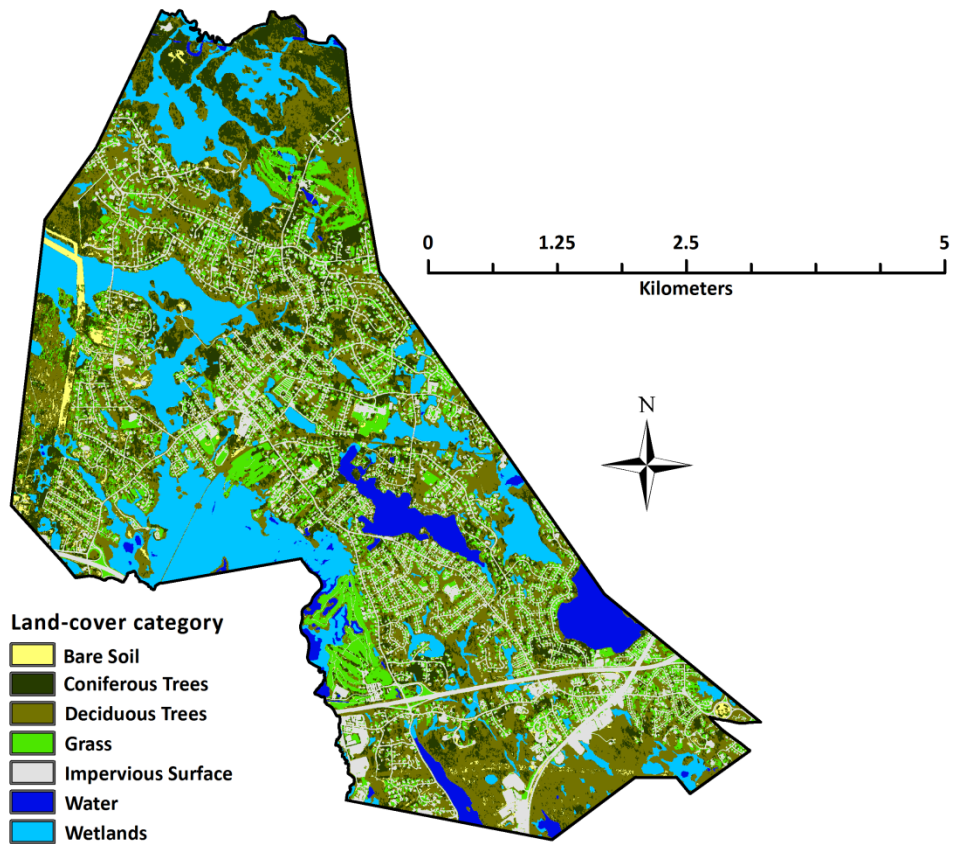 0 1.25 2.5 5
Kilometers
N
Land-cover category
Bare Soil
Coniferous Trees
Deciduous Trees
Grass
Impervious Surface
Water
Wetlands